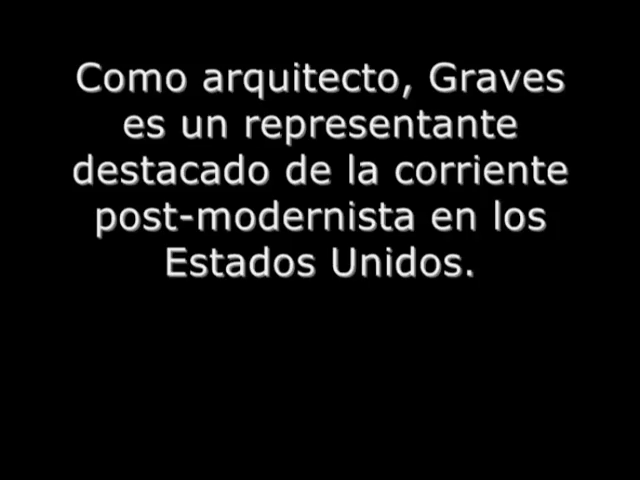 Como arquitecto, Graves
es un representante
destacado de la corriente
post-modernista en los
Estados Unidos.